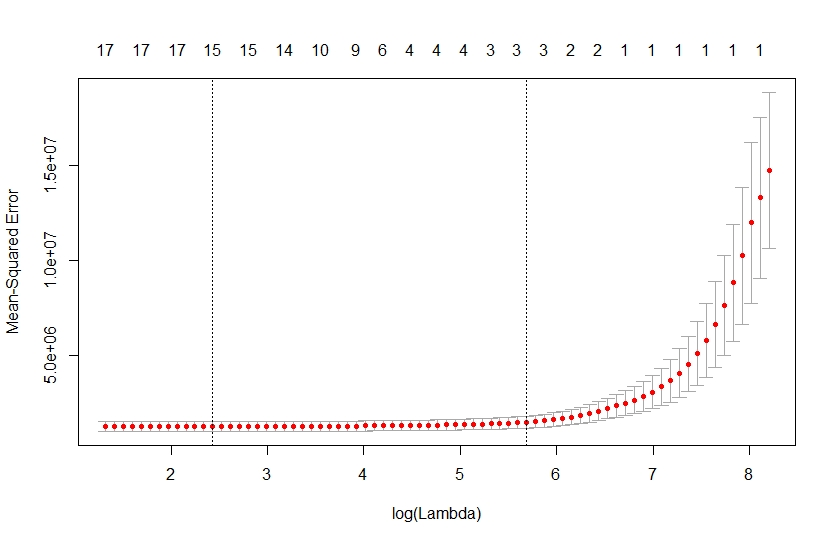 17 17 17 15 15 14 10 9 6 4 4 4 3 3 3 2 2 1 1 1 1 1 1
1.5e+07
1.0e+07
5.0e+06
Mean-Squared Error
2 3 4 5 6 7 8
log(Lambda)